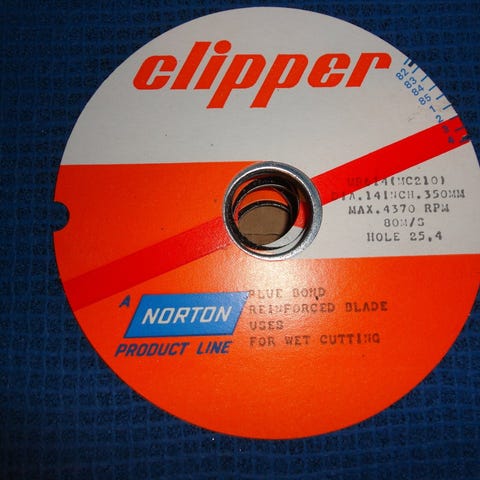 clipper
82
83
84
85
1
2
3
4
(MC210)
DIA.14INCH.350MM
MAX.4370 RPM
80M/S
HOLE 25,4
A
NORTON
PRODUCT LINE
BLUE BOND
REINFORCED BLADE
USES
FOR WET CUTTING